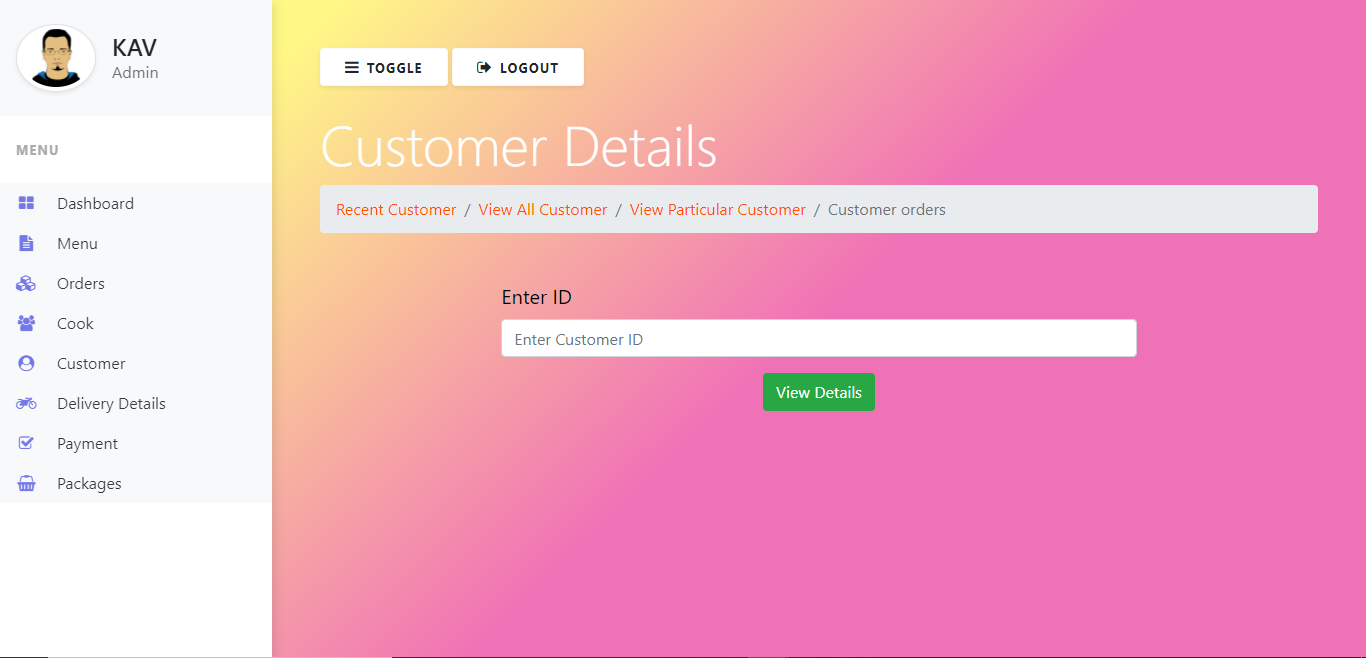 KAV
Admin
MENU
Dashboard
Menu
Orders
Cook
Customer
Delivery Details
Payment
Packages
TOGGLE
LOGOUT
Customer Details
Recent Customer / View All Customer / View Particular Customer / Customer orders
Enter ID
Enter Customer ID
View Details